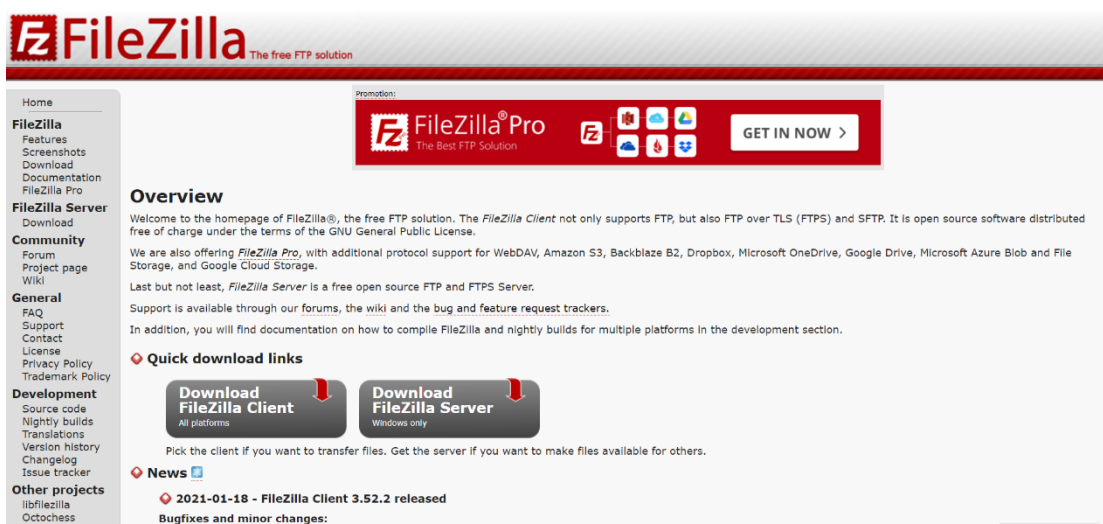 FileZilla The free FTP solution
Home
FileZilla
Features
Screenshots
Download
Documentation
FileZilla Pro
FileZilla Server
Download
Community
Forum
Project page
Wiki
General
FAQ
Support
Contact
License
Privacy Policy
Trademark Policy
Development
Source code
Nightly builds
Translations
Version history
Changelog
Issue tracker
Other projects
libfilezilla
Octochess
Promotion:
FileZilla® Pro
The Best FTP Solution
GET IN NOW >
Overview
Welcome to the homepage of FileZilla®, the free FTP solution. The FileZilla Client not only supports FTP, but also FTP over TLS (FTPS) and SFTP. It is open source software distributed
free of charge under the terms of the GNU General Public License.
We are also offering FileZilla Pro, with additional protocol support for WebDAV, Amazon S3, Backblaze B2, Dropbox, Microsoft OneDrive, Google Drive, Microsoft Azure Blob and File
Storage, and Google Cloud Storage.
Last but not least, FileZilla Server is a free open source FTP and FTPS Server.
Support is available through our forums, the wiki and the bug and feature request trackers.
In addition, you will find documentation on how to compile FileZilla and nightly builds for multiple platforms in the development section.
Quick download links
Download
FileZilla Client
All platforms
Download
FileZilla Server
Windows only
Pick the client if you want to transfer files. Get the server if you want to make files available for others.
News
2021-01-18 - FileZilla Client 3.52.2 released
Bugfixes and minor changes: